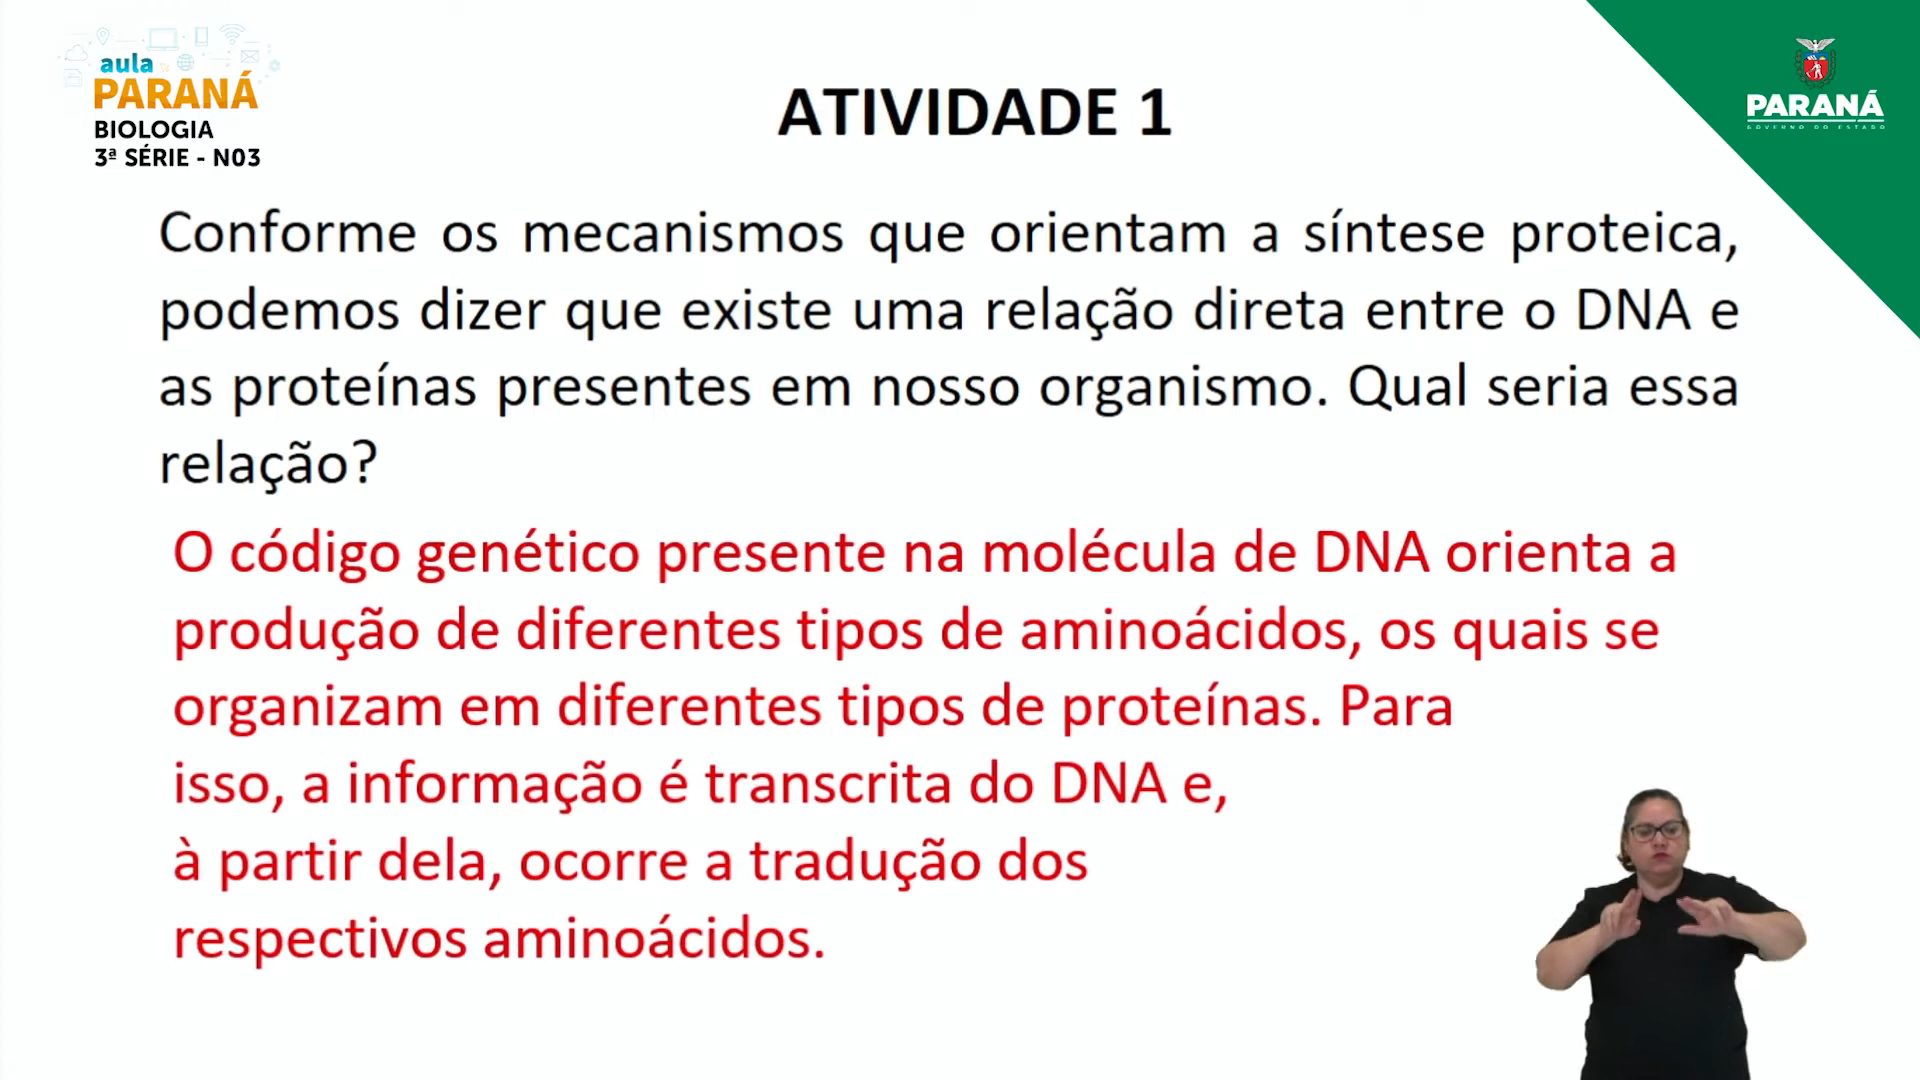 aula
PARANÁ
BIOLOGIA
3ª SÉRIE - N03
ATIVIDADE 1
PARANÁ
GOVERNO DO ESTADO
Conforme os mecanismos que orientam a síntese proteica,
podemos dizer que existe uma relação direta entre o DNA e
as proteínas presentes em nosso organismo. Qual seria essa
relação?
O código genético presente na molécula de DNA orienta a
produção de diferentes tipos de aminoácidos, os quais se
organizam em diferentes tipos de proteínas. Para
isso, a informação é transcrita do DNA e,
à partir dela, ocorre a tradução dos
respectivos aminoácidos.